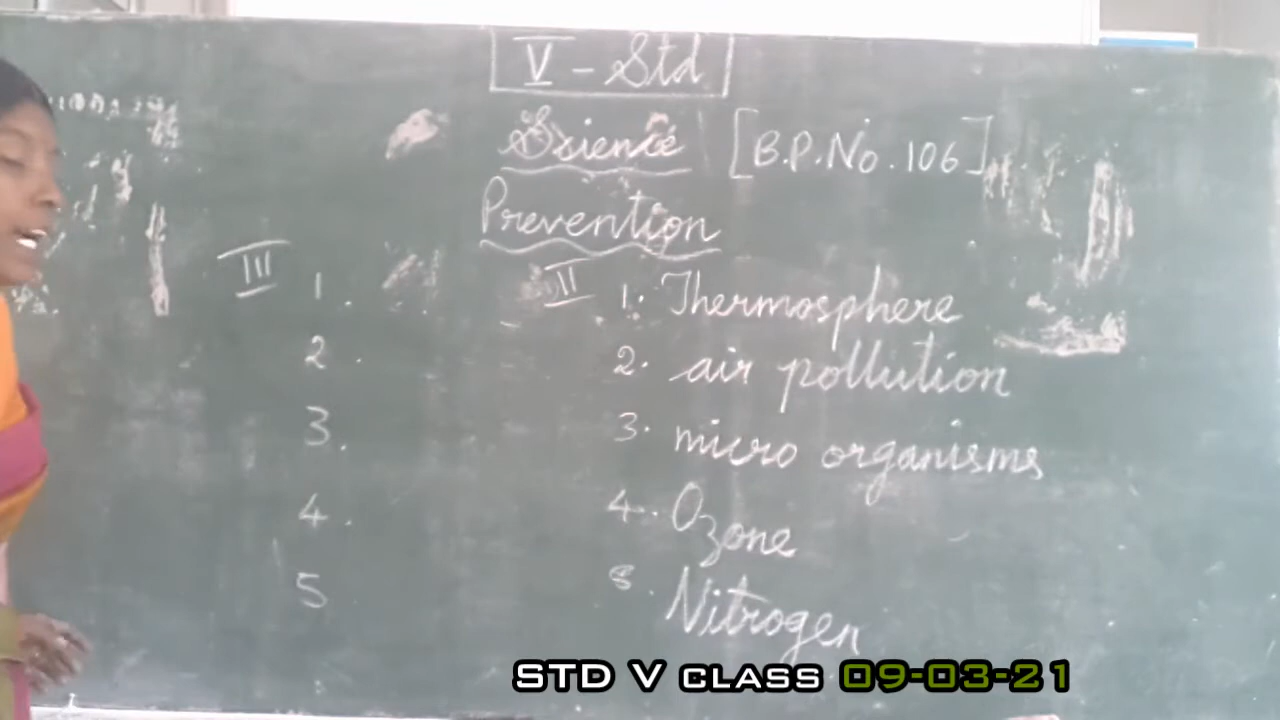 V - Std
Science [B.P.No. 106]
Prevention
III 1.
2.
3.
4.
5
II 1. Thermosphere
2. air pollution
3. micro organisms
4. Ozone
5. Nitrogen
STD V CLASS 09-03-21